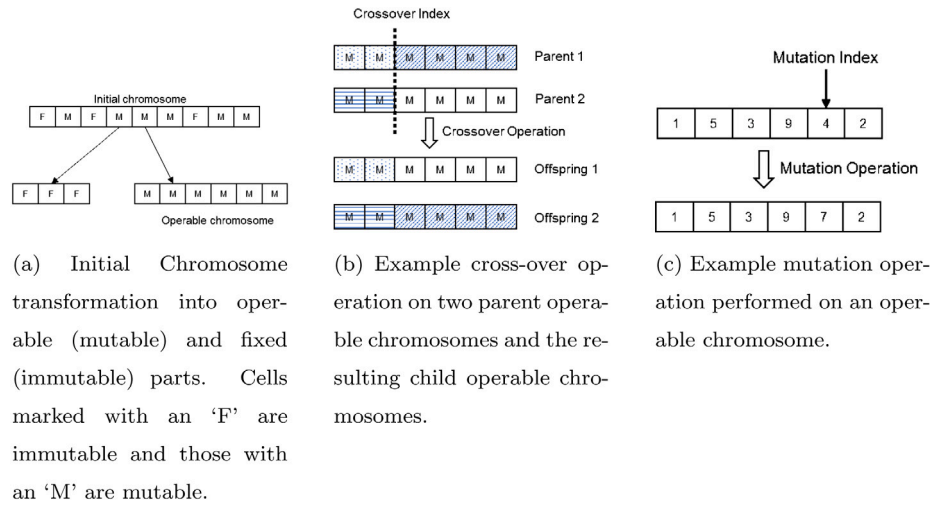 Initial chromosome
F M F M M M F M M
F F F
M M M M M M
Operable chromosome
(a) Initial Chromosome
transformation into oper-
able (mutable) and fixed
(immutable) parts. Cells
marked with an ‘F’ are
immutable and those with
an ‘M’ are mutable.
Crossover Index
M M M M M M Parent 1
M M M M M M Parent 2
Crossover Operation
M M M M M M Offspring 1
M M M M M M Offspring 2
(b) Example cross-over op-
eration on two parent opera-
ble chromosomes and the re-
sulting child operable chro-
mosomes.
Mutation Index
1 5 3 9 4 2
Mutation Operation
1 5 3 9 7 2
(c) Example mutation oper-
ation performed on an oper-
able chromosome.